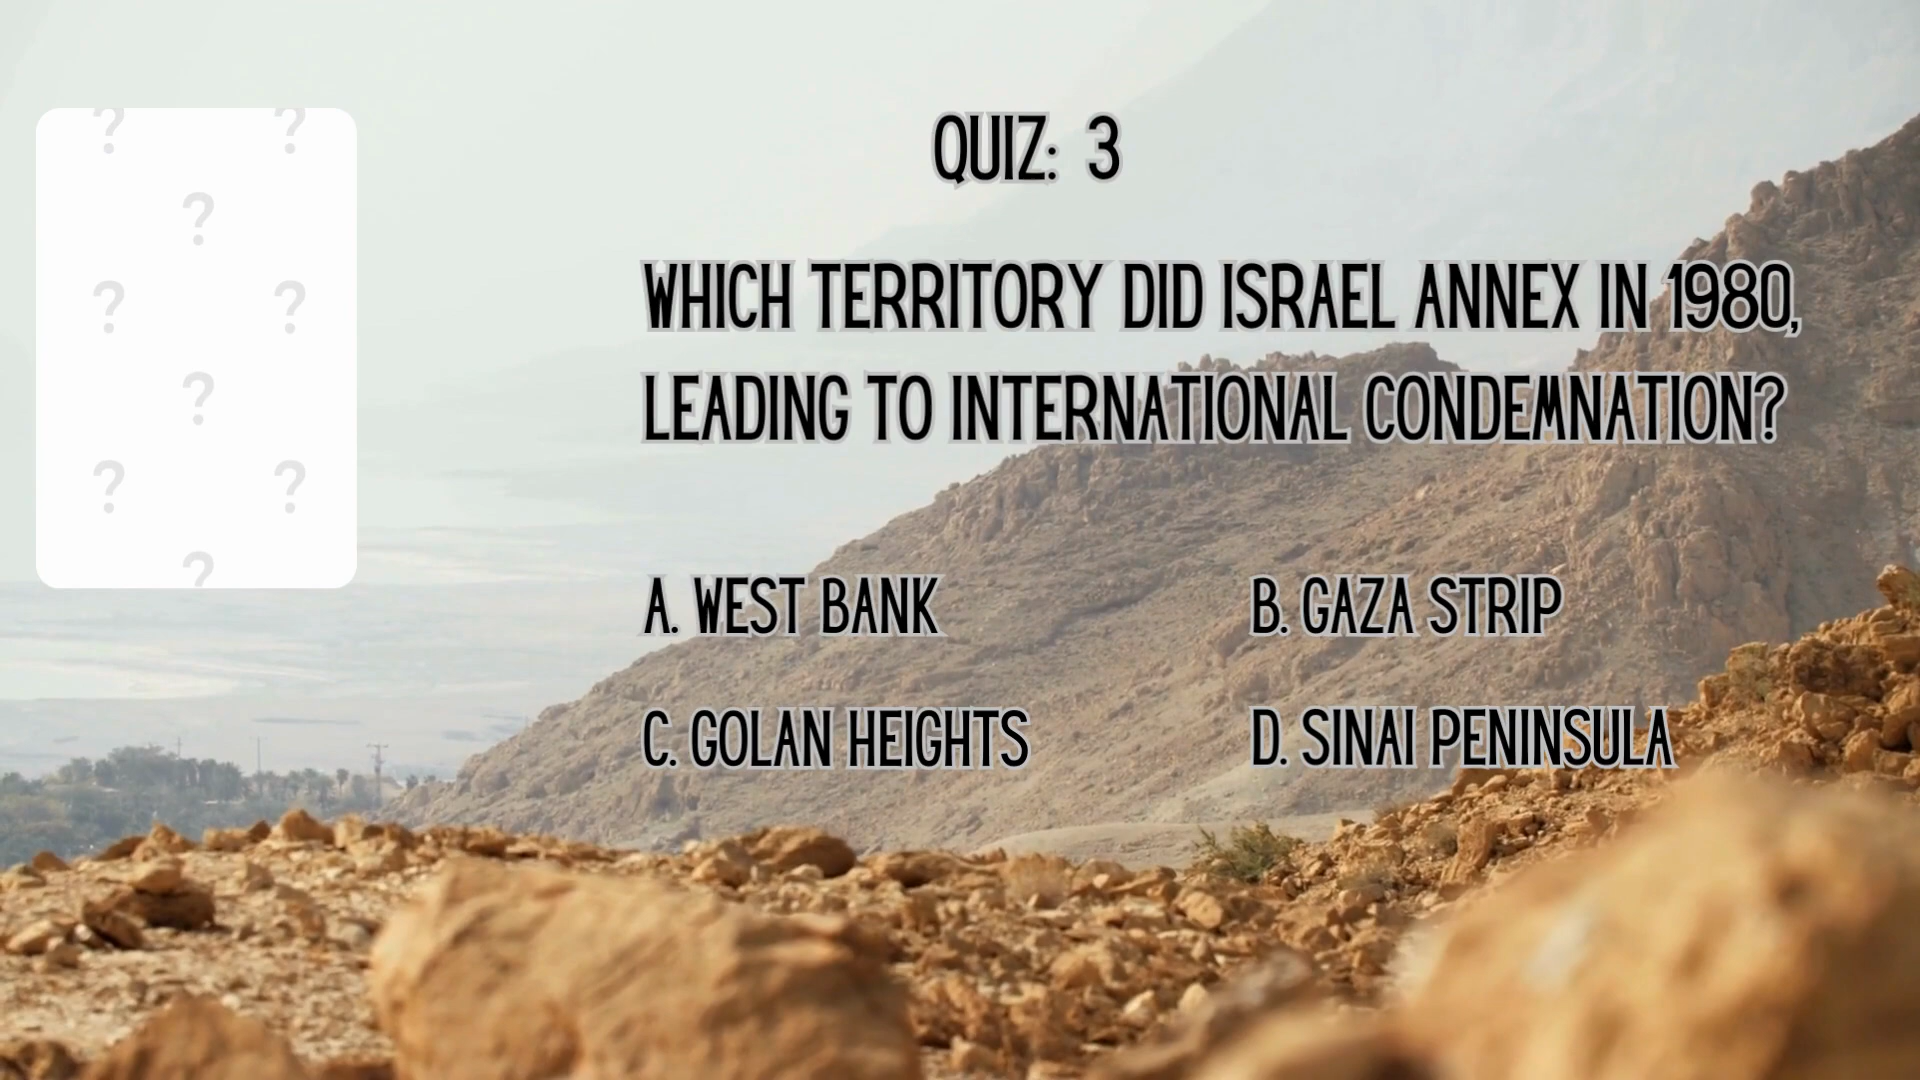 QUIZ: 3
WHICH TERRITORY DID ISRAEL ANNEX IN 1980,
LEADING TO INTERNATIONAL CONDEMNATION?
A. WEST BANK
B. GAZA STRIP
C. GOLAN HEIGHTS
D. SINAI PENINSULA